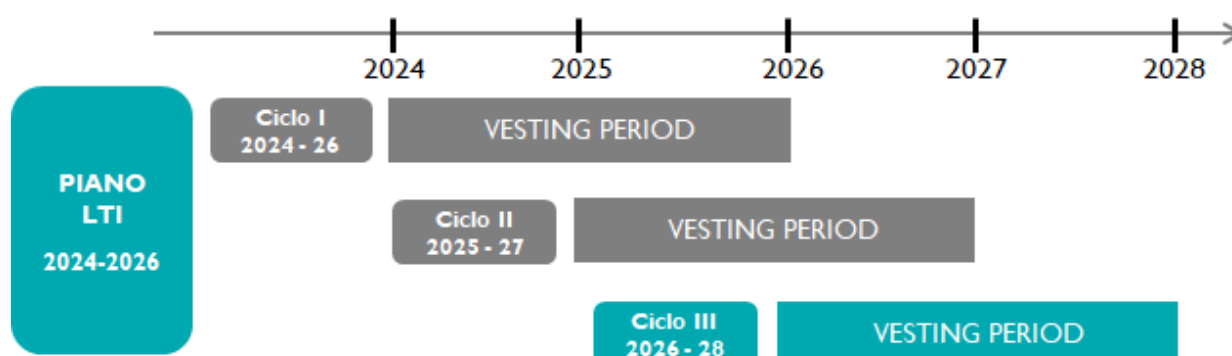 2024 2025 2026 2027 2028
Ciclo I
2024 - 26
VESTING PERIOD
PIANO
LTI
2024-2026
Ciclo II
2025 - 27
VESTING PERIOD
Ciclo III
2026 - 28
VESTING PERIOD